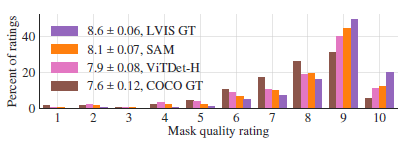 Percent of ratings
40
20
0
8.6 ± 0.06, LVIS GT
8.1 ± 0.07, SAM
7.9 ± 0.08, ViTDet-H
7.6 ± 0.12, COCO GT
1 2 3 4 5 6 7 8 9 10
Mask quality rating